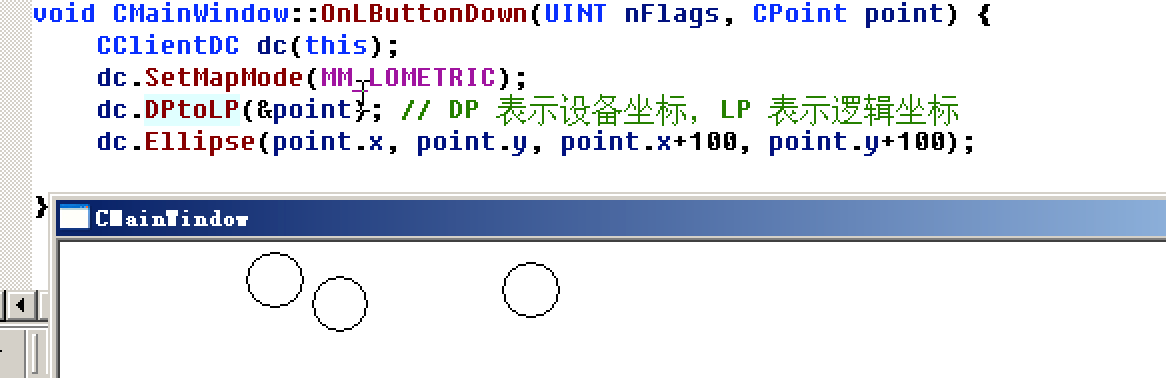 void CMainWindow::OnLButtonDown(UINT nFlags, CPoint point) {
CClientDC dc(this);
dc.SetMapMode(MM_LOMETRIC);
dc.DPtoLP(&point); // DP 表示设备坐标, LP 表示逻辑坐标
dc.Ellipse(point.x, point.y, point.x+100, point.y+100);
}
CMainWindow